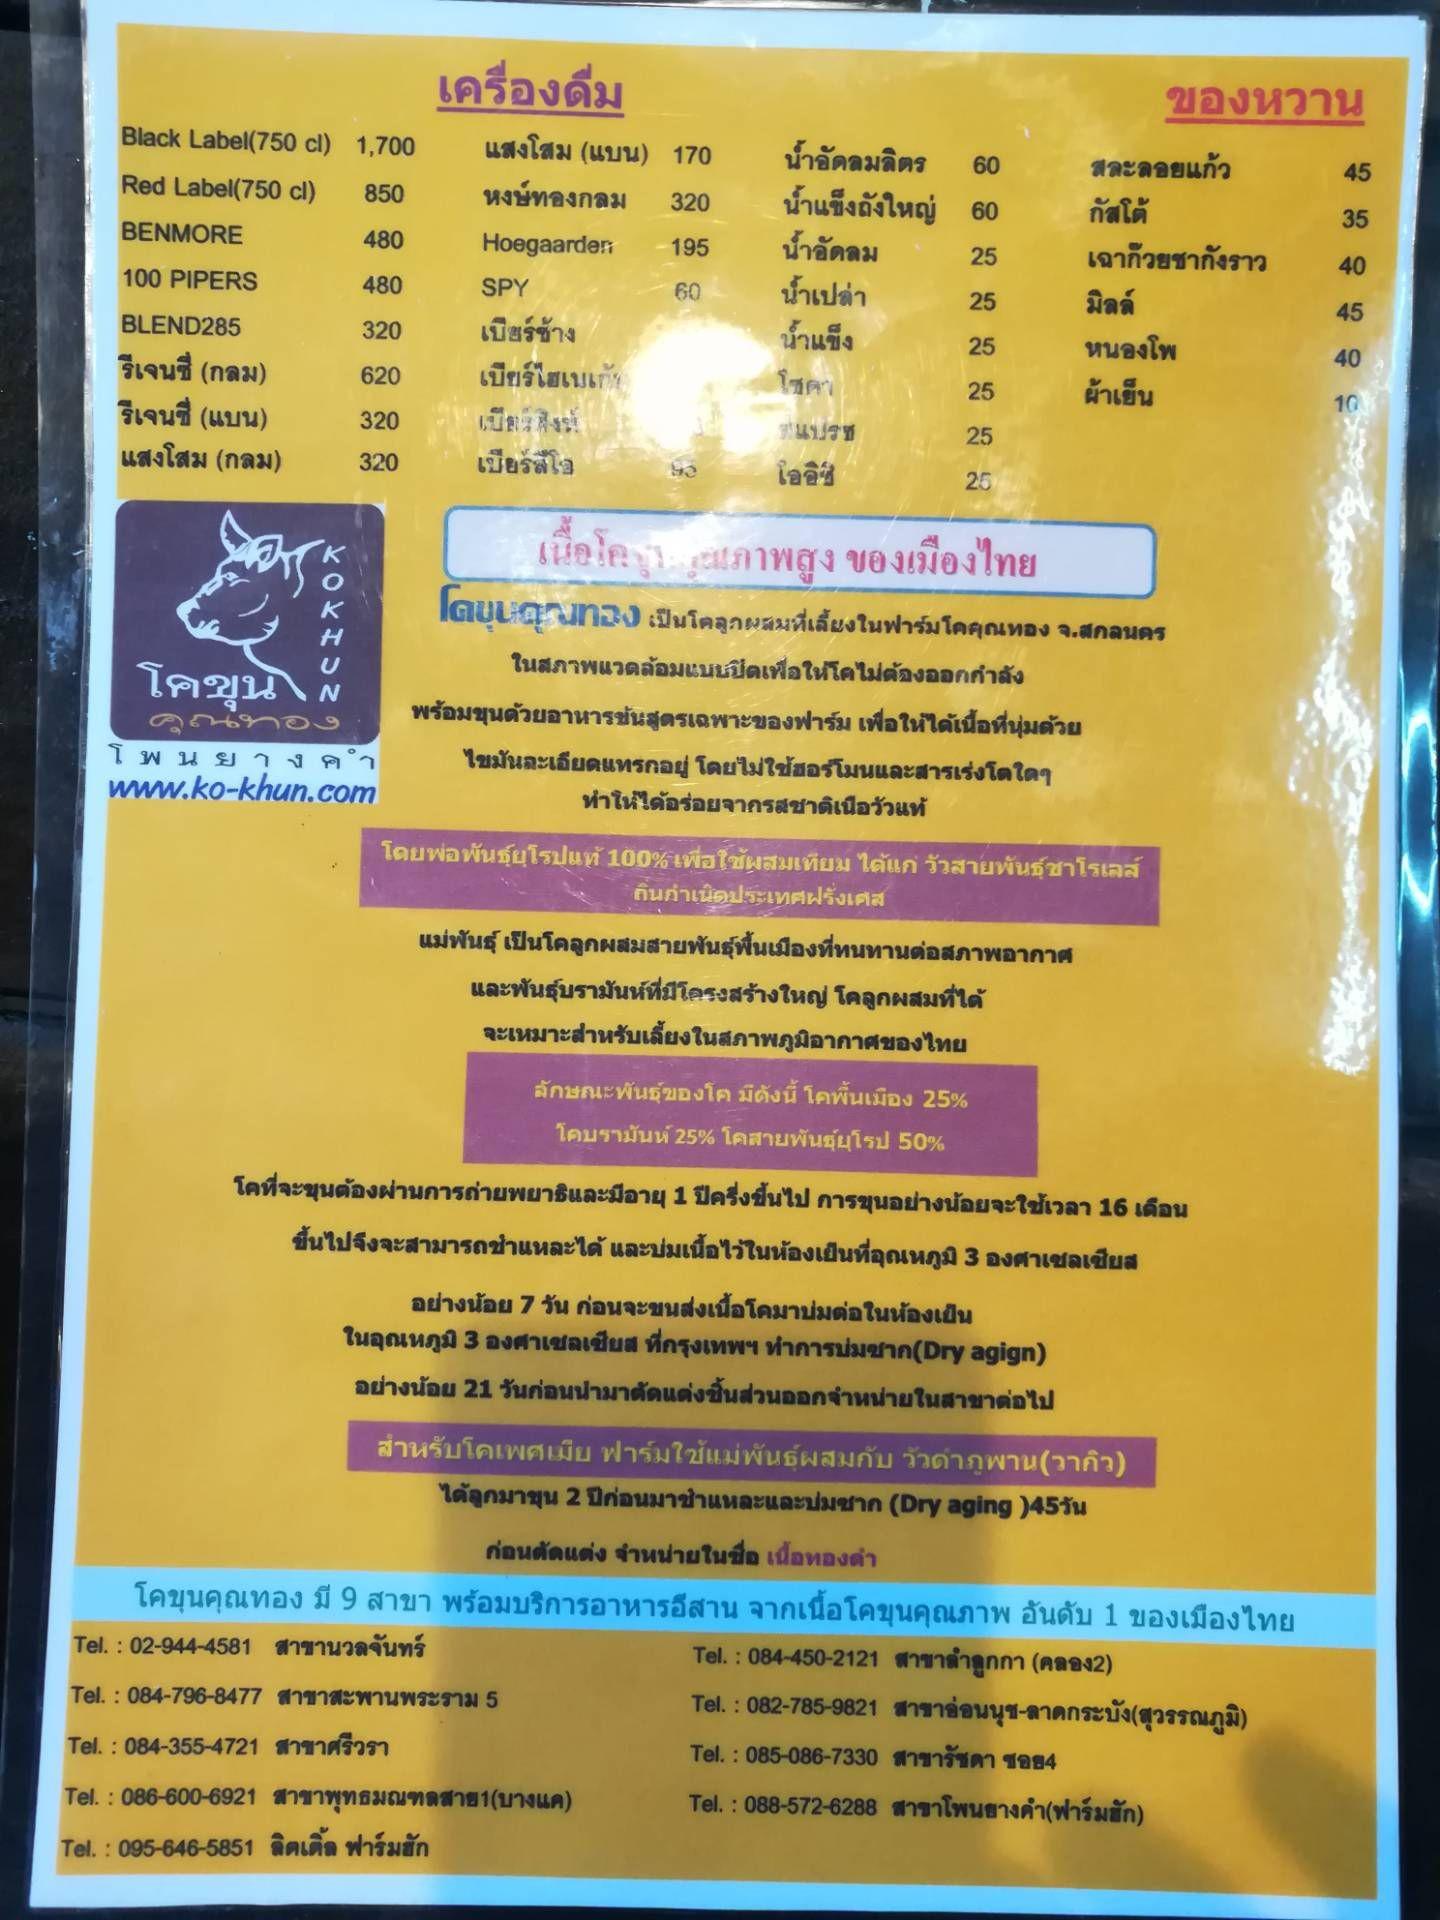 เครื่องดื่ม
ของหวาน
Black Label(750 cl) 1,700
Red Label(750 cl) 850
BENMORE 480
100 PIPERS 480
BLEND285 320
รีเจนซี่ (กลม) 620
รีเจนซี่ (แบน) 320
แสงโสม (กลม) 320
แสงโสม (แบน) 170
หงษ์ทองกลม 320
Hoegaarden 195
SPY 60
เบียร์ช้าง
เบียร์ไฮเนเก้น
เบียร์สิงห์
เบียร์ลีโอ 95
น้ำอัดลมลิตร 60
น้ำแข็งถังใหญ่ 60
น้ำอัดลม 25
น้ำเปล่า 25
น้ำแข็ง 25
โซดา 25
สแปรซ 25
โออิชิ 25
สละลอยแก้ว 45
กัสโต้ 35
เฉาก๊วยชากังราว 40
มิลล์ 45
หนองโพ 40
ผ้าเย็น 10
KOKHUN
โคขุน
คุณทอง
โพนยางคำ
www.ko-khun.com
เนื้อโคขุนคุณภาพสูง ของเมืองไทย
โคขุนคุณทอง เป็นโคลูกผสมที่เลี้ยงในฟาร์มโคคุณทอง จ.สกลนคร
ในสภาพแวดล้อมแบบปิดเพื่อให้โคไม่ต้องออกกำลัง
พร้อมขุนด้วยอาหารข้นสูตรเฉพาะของฟาร์ม เพื่อให้ได้เนื้อที่นุ่มด้วย
ไขมันละเอียดแทรกอยู่ โดยไม่ใช้ฮอร์โมนและสารเร่งโตใดๆ
ทำให้ได้อร่อยจากรสชาติเนื้อวัวแท้
โดยพ่อพันธุ์ยุโรปแท้ 100% เพื่อใช้ผสมเทียม ได้แก่ วัวสายพันธุ์ชาโรเลส์
ถิ่นกำเนิดประเทศฝรั่งเศส
แม่พันธุ์ เป็นโคลูกผสมสายพันธุ์พื้นเมืองที่ทนทานต่อสภาพอากาศ
และพันธุ์บรามันห์ที่มีโครงสร้างใหญ่ โคลูกผสมที่ได้
จะเหมาะสำหรับเลี้ยงในสภาพภูมิอากาศของไทย
ลักษณะพันธุ์ของโค มีดังนี้ โคพื้นเมือง 25%
โคบรามันห์ 25% โคสายพันธุ์ยุโรป 50%
โคที่จะขุนต้องผ่านการถ่ายพยาธิและมีอายุ 1 ปีครึ่งขึ้นไป การขุนอย่างน้อยจะใช้เวลา 16 เดือน
ขึ้นไปจึงจะสามารถชำแหละได้ และบ่มเนื้อไว้ในห้องเย็นที่อุณหภูมิ 3 องศาเซลเซียส
อย่างน้อย 7 วัน ก่อนจะขนส่งเนื้อโคมาบ่มต่อในห้องเย็น
ในอุณหภูมิ 3 องศาเซลเซียส ที่กรุงเทพฯ ทำการบ่มซาก(Dry agign)
อย่างน้อย 21 วันก่อนนำมาตัดแต่งชิ้นส่วนออกจำหน่ายในสาขาต่อไป
สำหรับโคเพศเมีย ฟาร์มใช้แม่พันธุ์ผสมกับ วัวดำภูพาน(วากิว)
ได้ลูกมาขุน 2 ปีก่อนมาชำแหละและบ่มซาก (Dry aging )45วัน
ก่อนตัดแต่ง จำหน่ายในชื่อ เนื้อทองดำ
โคขุนคุณทอง มี 9 สาขา พร้อมบริการอาหารอีสาน จากเนื้อโคขุนคุณภาพ อันดับ 1 ของเมืองไทย
Tel. : 02-944-4581 สาขานวลจันทร์
Tel. : 084-796-8477 สาขาสะพานพระราม 5
Tel. : 084-355-4721 สาขาศรีวรา
Tel. : 086-600-6921 สาขาพุทธมณฑลสาย1(บางแค)
Tel. : 095-646-5851 ลิตเติ้ล ฟาร์มฮัก
Tel. : 084-450-2121 สาขาลำลูกกา (คลอง2)
Tel. : 082-785-9821 สาขาอ่อนนุช-ลาดกระบัง(สุวรรณภูมิ)
Tel. : 085-086-7330 สาขารัชดา ซอย4
Tel. : 088-572-6288 สาขาโพนยางคำ(ฟาร์มฮัก)